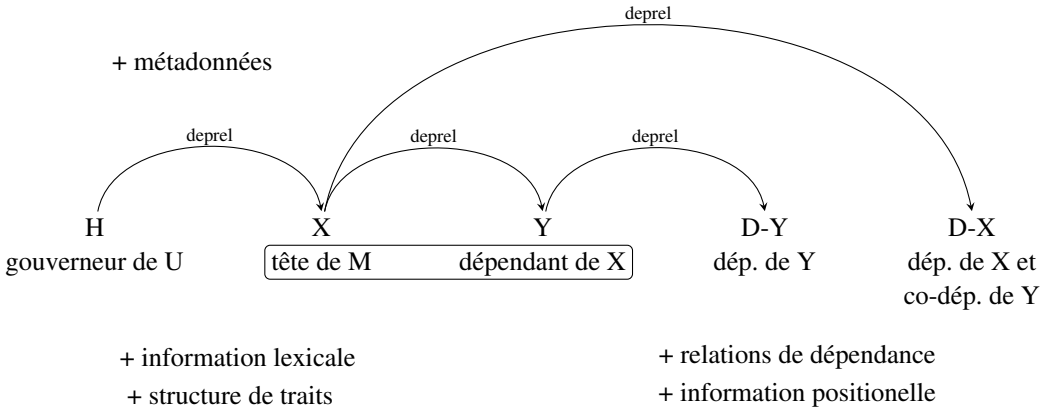 deprel
+ métadonnées
deprel deprel deprel
H X Y D-Y D-X
gouverneur de U tête de M dépendant de X dép. de Y dép. de X et
co-dép. de Y
+ information lexicale + relations de dépendance
+ structure de traits + information positionelle